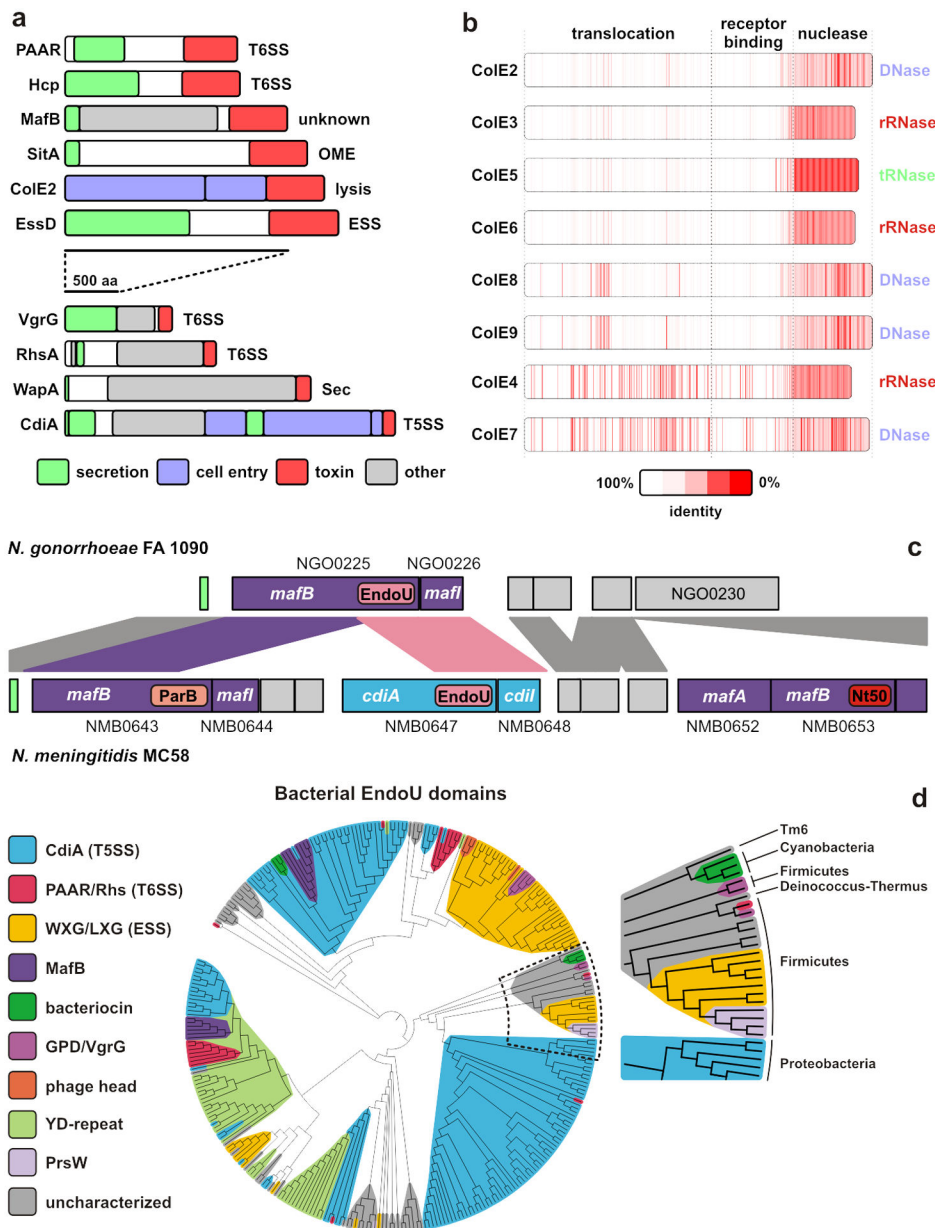 a
PAAR T6SS
Hcp T6SS
MafB unknown
SitA OME
ColE2 lysis
EssD ESS
500 aa
VgrG T6SS
RhsA T6SS
WapA Sec
CdiA T5SS
secretion cell entry toxin other
b
translocation receptor binding nuclease
ColE2 DNase
ColE3 rRNase
ColE5 tRNase
ColE6 rRNase
ColE8 DNase
ColE9 DNase
ColE4 rRNase
ColE7 DNase
100% 0%
identity
N. gonorrhoeae FA 1090
c
NGO0225 NGO0226
mafB EndoU mafI NGO0230
mafB ParB mafI cdiA EndoU cdiI mafA mafB Nt50
NMB0643 NMB0644 NMB0647 NMB0648 NMB0652 NMB0653
N. meningitidis MC58
Bacterial EndoU domains
d
CdiA (T5SS)
PAAR/Rhs (T6SS)
WXG/LXG (ESS)
MafB
bacteriocin
GPD/VgrG
phage head
YD-repeat
PrsW
uncharacterized
Tm6
Cyanobacteria
Firmicutes
Deinococcus-Thermus
Firmicutes
Proteobacteria